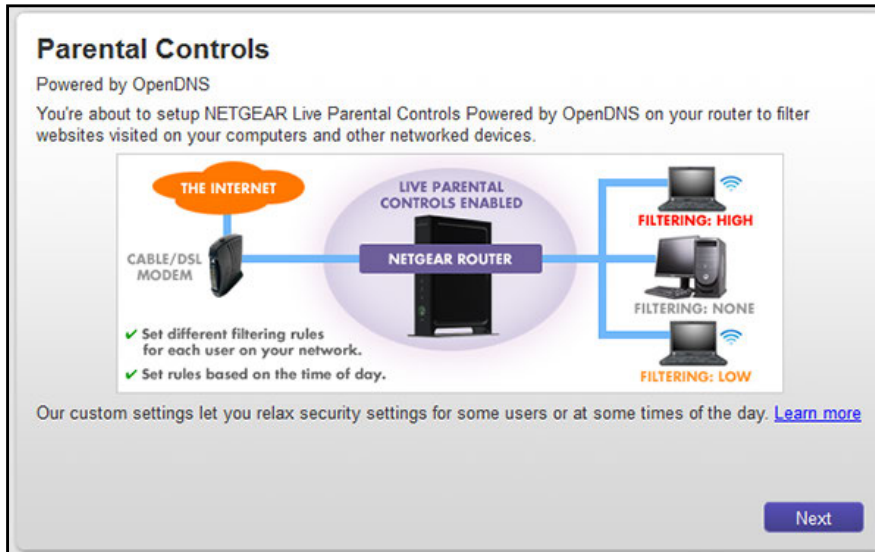 Parental Controls
Powered by OpenDNS
You're about to setup NETGEAR Live Parental Controls Powered by OpenDNS on your router to filter
websites visited on your computers and other networked devices.
THE INTERNET
LIVE PARENTAL
CONTROLS ENABLED
FILTERING: HIGH
CABLE/DSL
MODEM
NETGEAR ROUTER
FILTERING: NONE
✓ Set different filtering rules
for each user on your network.
✓ Set rules based on the time of day.
FILTERING: LOW
Our custom settings let you relax security settings for some users or at some times of the day. Learn more
Next